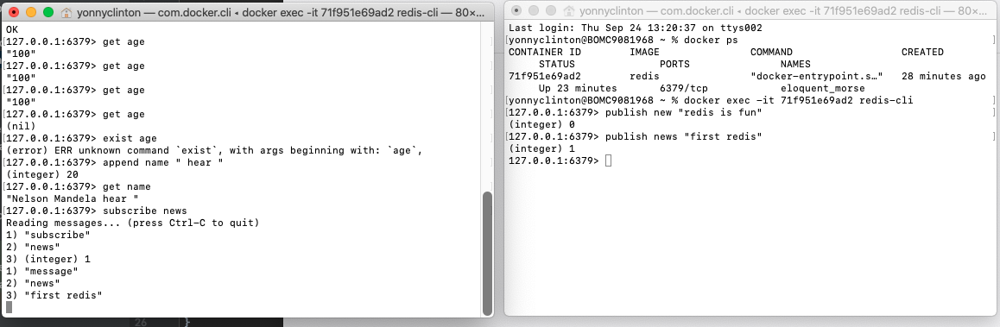 yonnyclinton — com.docker.cli ◂ docker exec -it 71f951e69ad2 redis-cli — 80×...
OK
[127.0.0.1:6379> get age
"100"
[127.0.0.1:6379> get age
"100"
[127.0.0.1:6379> get age
"100"
[127.0.0.1:6379> get age
(nil)
[127.0.0.1:6379> exist age
(error) ERR unknown command `exist`, with args beginning with: `age`,
[127.0.0.1:6379> append name " hear "
(integer) 20
[127.0.0.1:6379> get name
"Nelson Mandela hear "
[127.0.0.1:6379> subscribe news
Reading messages... (press Ctrl-C to quit)
1) "subscribe"
2) "news"
3) (integer) 1
1) "message"
2) "news"
3) "first redis"
26 }
yonnyclinton — com.docker.cli ◂ docker exec -it 71f951e69ad2 redis-cli — 80×...
Last login: Thu Sep 24 13:20:37 on ttys002
[yonnyclinton@BOMC9081968 ~ % docker ps ]
CONTAINER ID IMAGE COMMAND CREATED
STATUS PORTS NAMES
71f951e69ad2 redis "docker-entrypoint.s…" 28 minutes ago
Up 23 minutes 6379/tcp eloquent_morse
[yonnyclinton@BOMC9081968 ~ % docker exec -it 71f951e69ad2 redis-cli ]
[127.0.0.1:6379> publish new "redis is fun" ]
(integer) 0
[127.0.0.1:6379> publish news "first redis" ]
(integer) 1
127.0.0.1:6379>